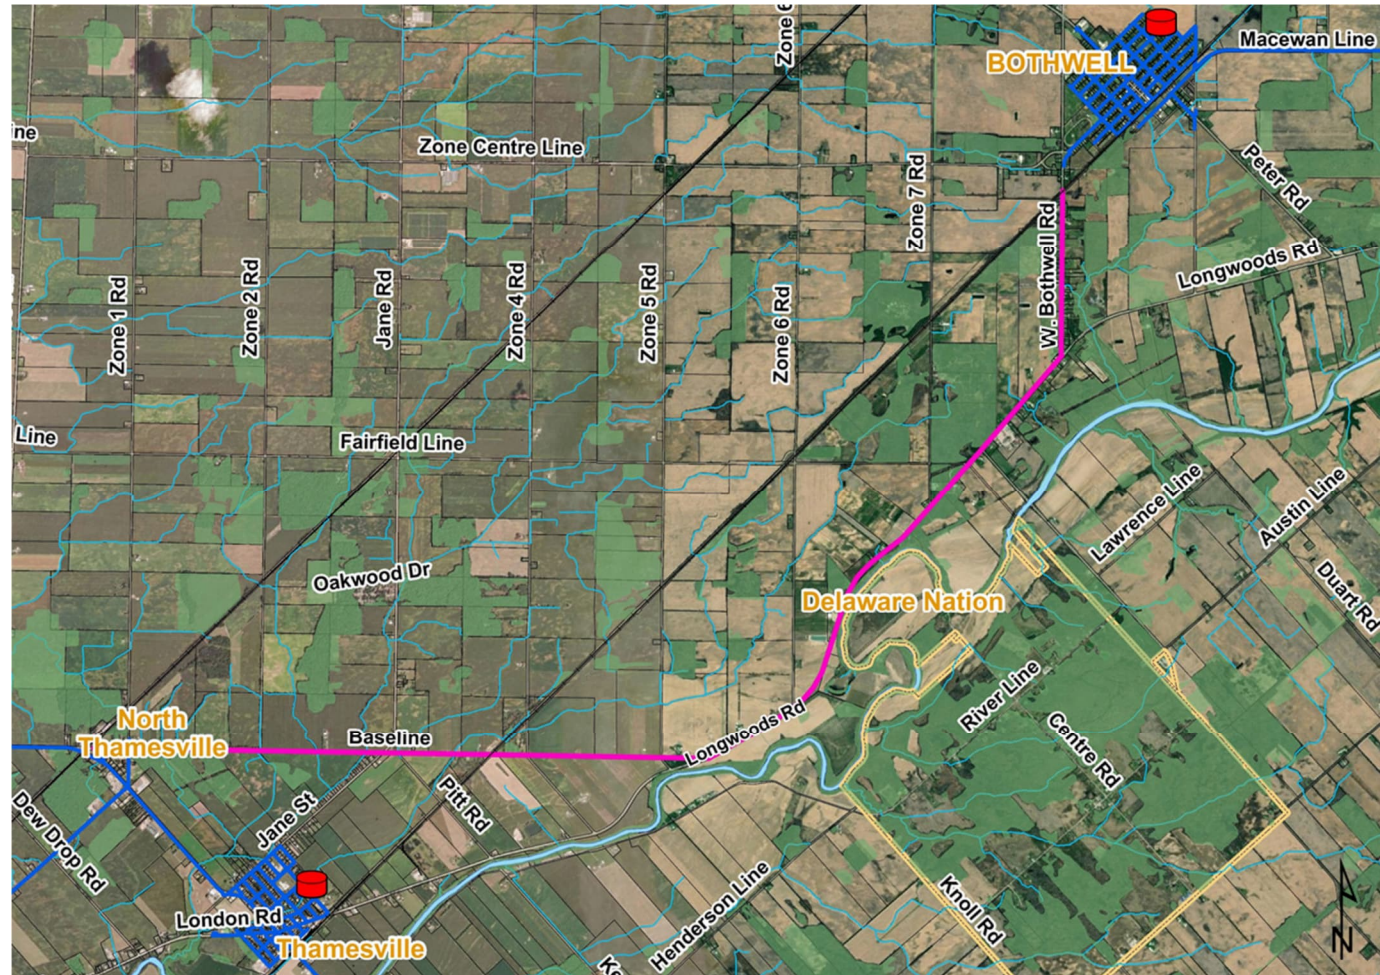 Zone 6
BOTHWELL
Macewan Line
ine
Zone Centre Line
Peter Rd
Zone 7 Rd
W. Bothwell Rd
Longwoods Rd
Zone 1 Rd
Zone 2 Rd
Jane Rd
Zone 4 Rd
Zone 5 Rd
Zone 6 Rd
Line
Fairfield Line
Lawrence Line
Austin Line
Oakwood Dr
Duart Rd
Delaware Nation
River Line
North
Thamesville
Baseline
Longwoods Rd
Centre Rd
Pitt Rd
Dew Drop Rd
Jane St
London Rd
Henderson Line
Knoll Rd
Thamesville
N